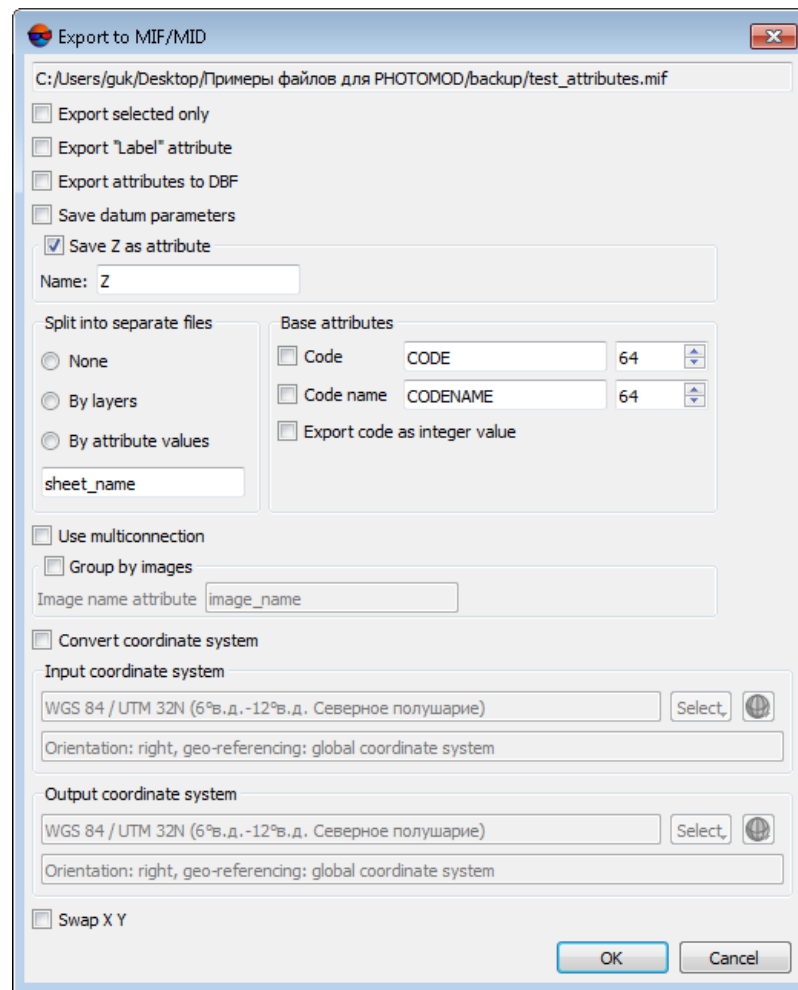 Export to MIF/MID
C:/Users/guk/Desktop/Примеры файлов для PHOTOMOD/backup/test_attributes.mif
Export selected only
Export "Label" attribute
Export attributes to DBF
Save datum parameters
Save Z as attribute
Name: Z
Split into separate files
None
By layers
By attribute values
sheet_name
Base attributes
Code CODE 64
Code name CODENAME 64
Export code as integer value
Use multiconnection
Group by images
Image name attribute image_name
Convert coordinate system
Input coordinate system
WGS 84 / UTM 32N (6°в.д.-12°в.д. Северное полушарие) Select
Orientation: right, geo-referencing: global coordinate system
Output coordinate system
WGS 84 / UTM 32N (6°в.д.-12°в.д. Северное полушарие) Select
Orientation: right, geo-referencing: global coordinate system
Swap X Y
OK Cancel